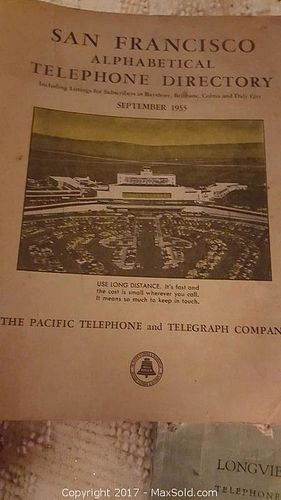 SAN FRANCISCO
ALPHABETICAL
TELEPHONE DIRECTORY
Including Listings for Subscribers in Bayshore, Brisbane, Colma and Daly City
SEPTEMBER 1955
USE LONG DISTANCE. It's fast and
the cost is small wherever you call.
It means so much to keep in touch.
THE PACIFIC TELEPHONE and TELEGRAPH COMPAN
LONGVIE
TELEPHONE
Copyright © 2017 - MaxSold.com